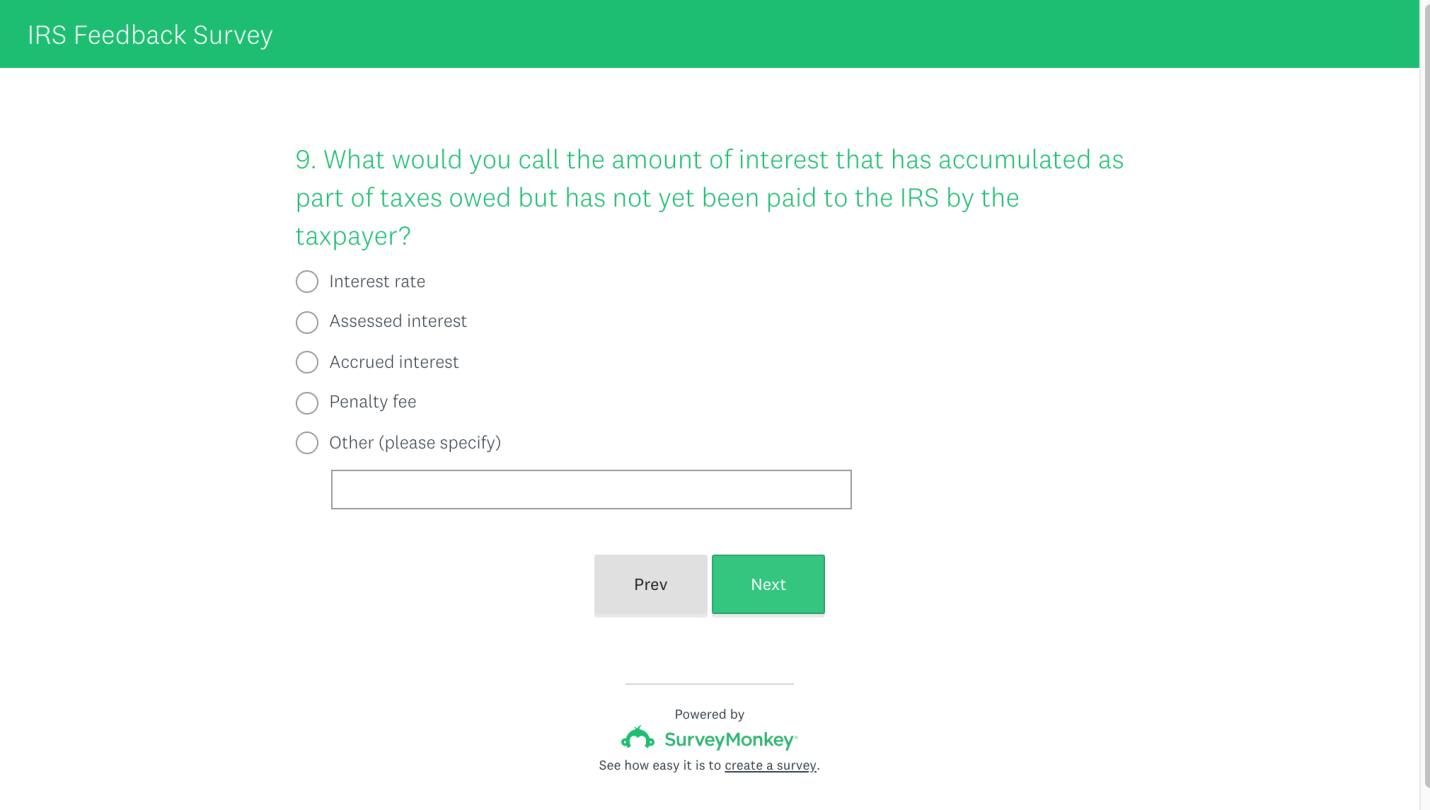 IRS Feedback Survey
9. What would you call the amount of interest that has accumulated as
part of taxes owed but has not yet been paid to the IRS by the
taxpayer?
Interest rate
Assessed interest
Accrued interest
Penalty fee
Other (please specify)
Prev
Next
Powered by
SurveyMonkey
See how easy it is to create a survey.